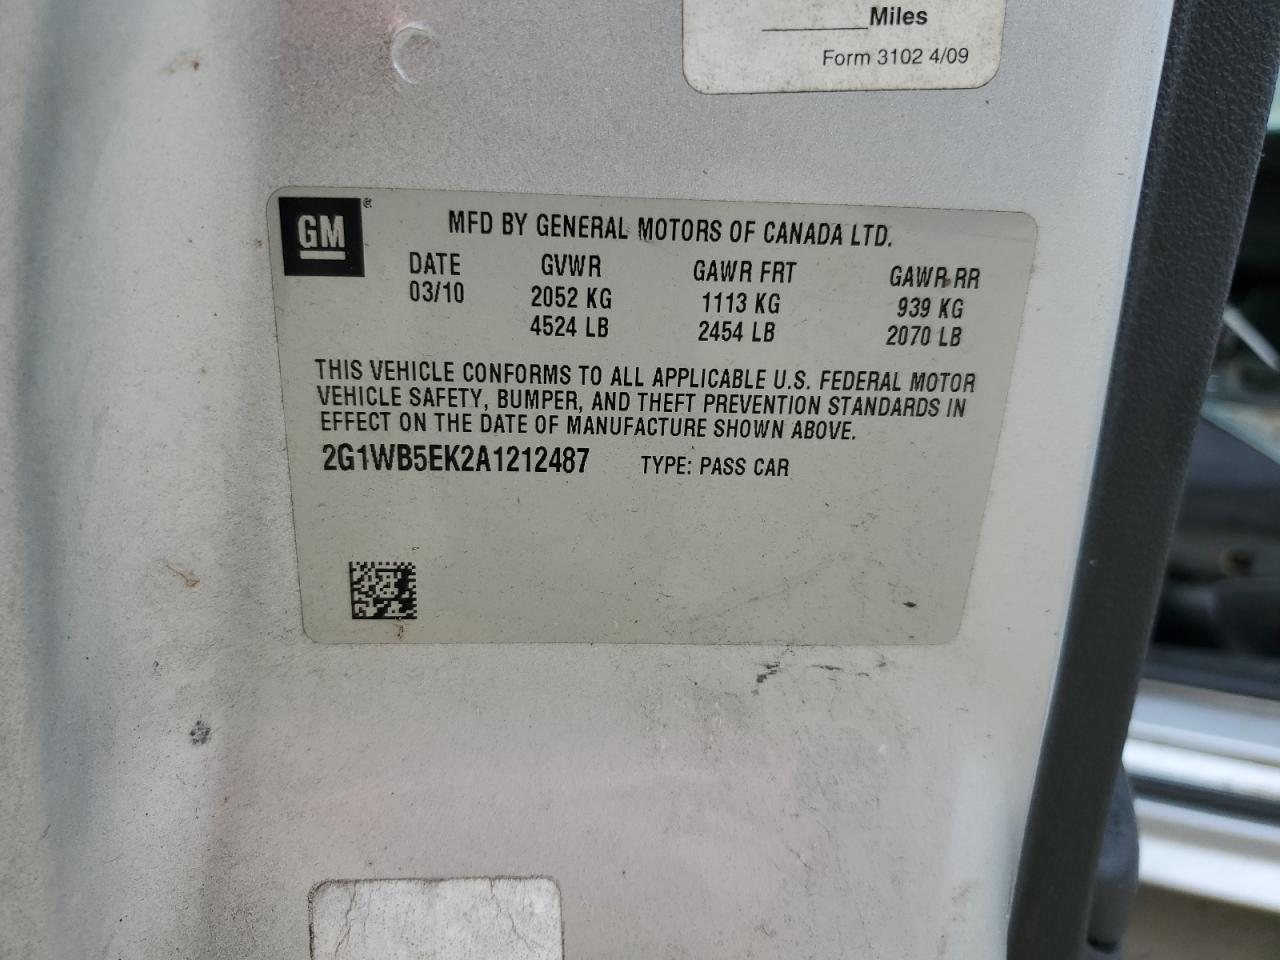 Miles
Form 3102 4/09
GM ®
MFD BY GENERAL MOTORS OF CANADA LTD.
DATE GVWR GAWR FRT GAWR RR
03/10 2052 KG 1113 KG 939 KG
4524 LB 2454 LB 2070 LB
THIS VEHICLE CONFORMS TO ALL APPLICABLE U.S. FEDERAL MOTOR
VEHICLE SAFETY, BUMPER, AND THEFT PREVENTION STANDARDS IN
EFFECT ON THE DATE OF MANUFACTURE SHOWN ABOVE.
2G1WB5EK2A1212487 TYPE: PASS CAR